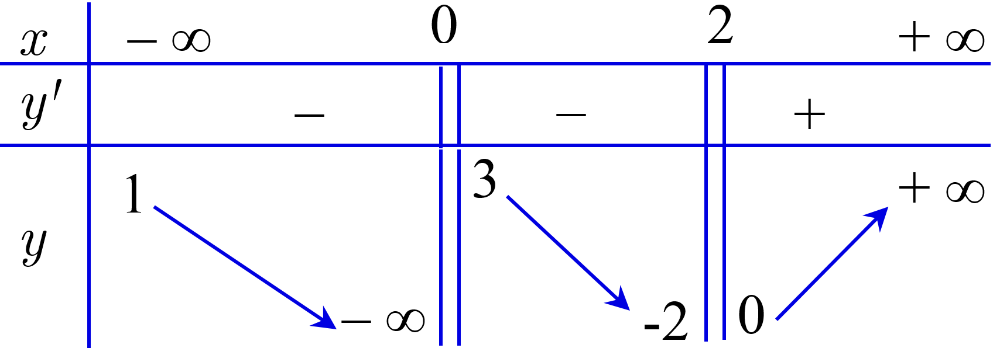 x − ∞ 0 2 + ∞
y′ − − +
1 3 + ∞
y
− ∞ -2 0